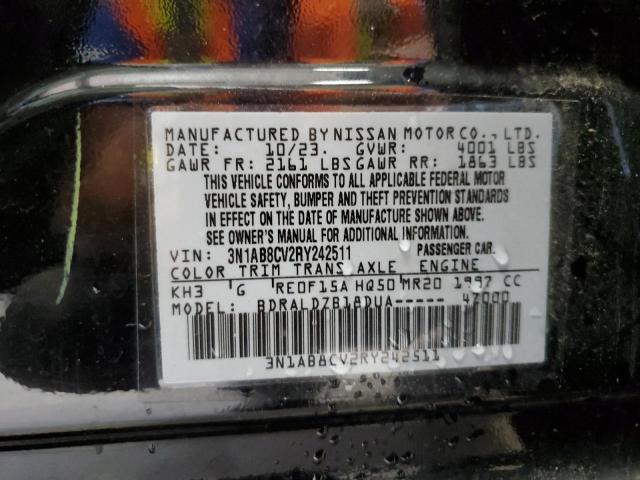 MANUFACTURED BY NISSAN MOTOR CO., LTD.
DATE: 10/23. GVWR: 4001 LBS
GAWR FR: 2161 LBS GAWR RR: 1863 LBS
THIS VEHICLE CONFORMS TO ALL APPLICABLE FEDERAL MOTOR
VEHICLE SAFETY, BUMPER AND THEFT PREVENTION STANDARDS
IN EFFECT ON THE DATE OF MANUFACTURE SHOWN ABOVE.
SEE OWNER'S MANUAL FOR ADDITIONAL INFORMATION.
VIN: 3N1AB8CV2RY242511 PASSENGER CAR.
COLOR TRIM TRANS AXLE ENGINE
KH3 G RE0F15A HQ50 MR20 1997 CC
MODEL: BDRALDZB18DUA----- 47000
3N1AB8CV2RY242511